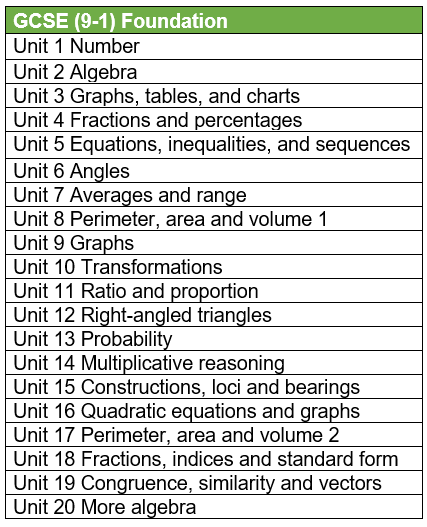 GCSE (9-1) Foundation
Unit 1 Number
Unit 2 Algebra
Unit 3 Graphs, tables, and charts
Unit 4 Fractions and percentages
Unit 5 Equations, inequalities, and sequences
Unit 6 Angles
Unit 7 Averages and range
Unit 8 Perimeter, area and volume 1
Unit 9 Graphs
Unit 10 Transformations
Unit 11 Ratio and proportion
Unit 12 Right-angled triangles
Unit 13 Probability
Unit 14 Multiplicative reasoning
Unit 15 Constructions, loci and bearings
Unit 16 Quadratic equations and graphs
Unit 17 Perimeter, area and volume 2
Unit 18 Fractions, indices and standard form
Unit 19 Congruence, similarity and vectors
Unit 20 More algebra